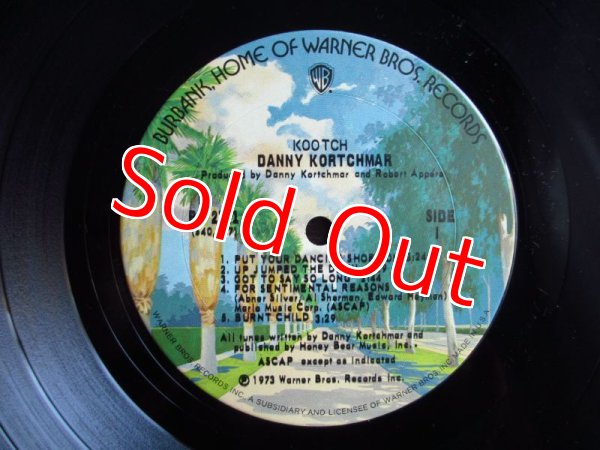 BURBANK, HOME OF WARNER BROS. RECORDS
WB
KOOTCH
DANNY KORTCHMAR
Produced by Danny Kortchmar and Robert Appere
Sold Out
SIDE
1
1. PUT YOUR DANCING SHOES ON
2. UP JUMPED THE
3. GOT TO SAY SO LONG
4. FOR SENTIMENTAL REASONS
(Abner Silver, Al Sherman, Edward Heyman)
Marlo Music Corp. (ASCAP)
5. BURNT CHILD 3:29
All tunes written by Danny Kortchmar and
published by Honey Bear Music, Inc.
ASCAP except as indicated
Ⓟ 1973 Warner Bros. Records Inc.
WARNER BROS. RECORDS INC. A SUBSIDIARY AND LICENSEE OF WARNER BROS. INC. MADE IN U.S.A.